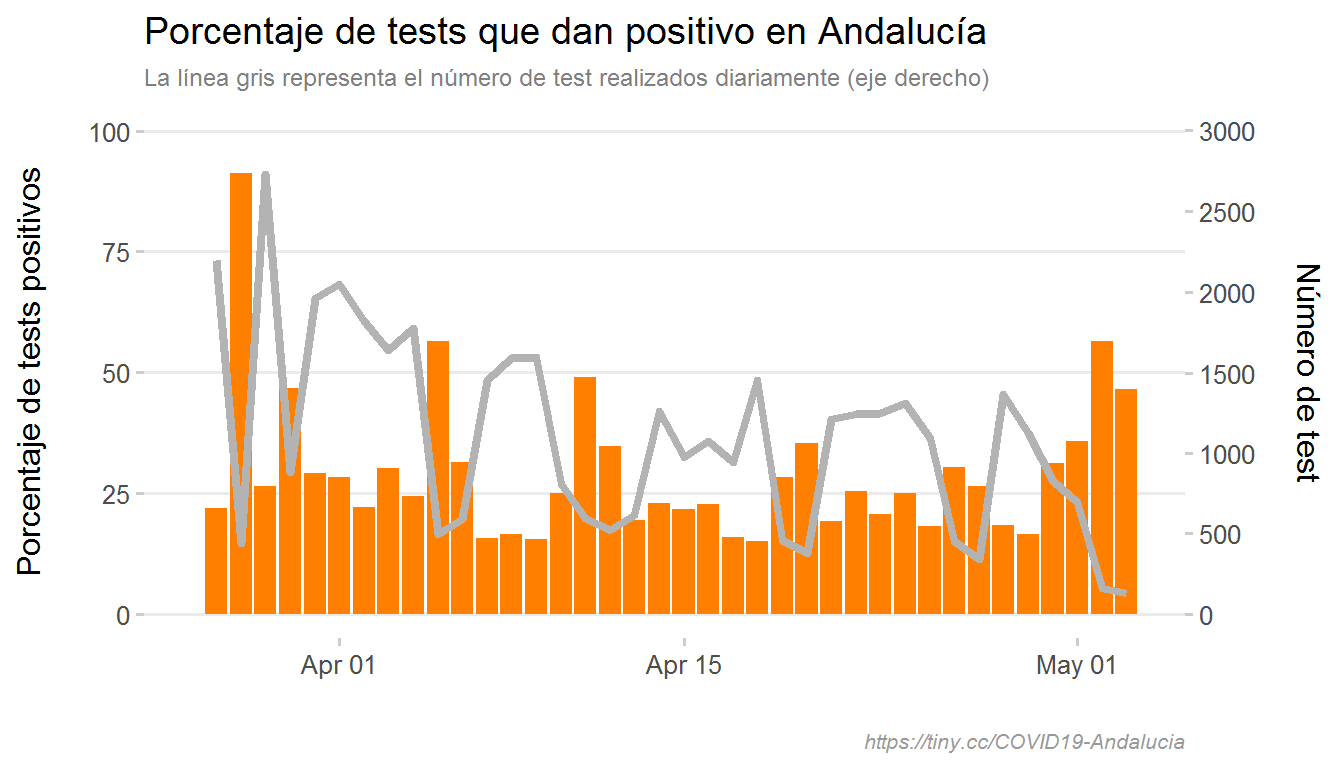 Porcentaje de tests que dan positivo en Andalucía
La línea gris representa el número de test realizados diariamente (eje derecho)
Porcentaje de tests positivos
100
75
50
25
0
3000
2500
2000
1500
1000
500
0
Número de test
Apr 01
Apr 15
May 01
https://tiny.cc/COVID19-Andalucia